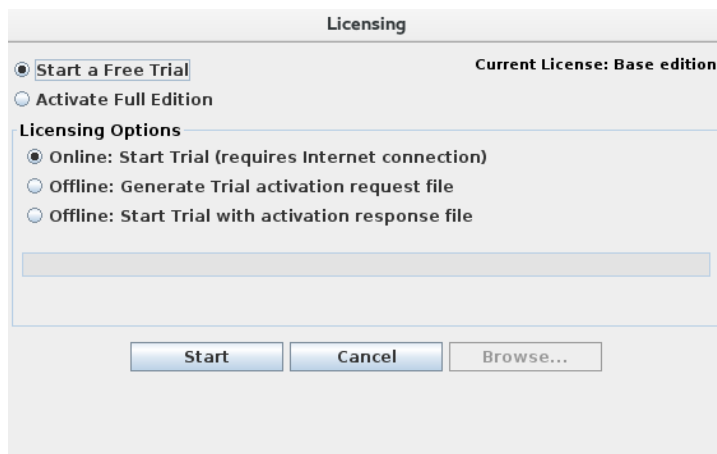 Licensing
Start a Free Trial
Current License: Base edition
Activate Full Edition
Licensing Options
Online: Start Trial (requires Internet connection)
Offline: Generate Trial activation request file
Offline: Start Trial with activation response file
Start Cancel Browse...